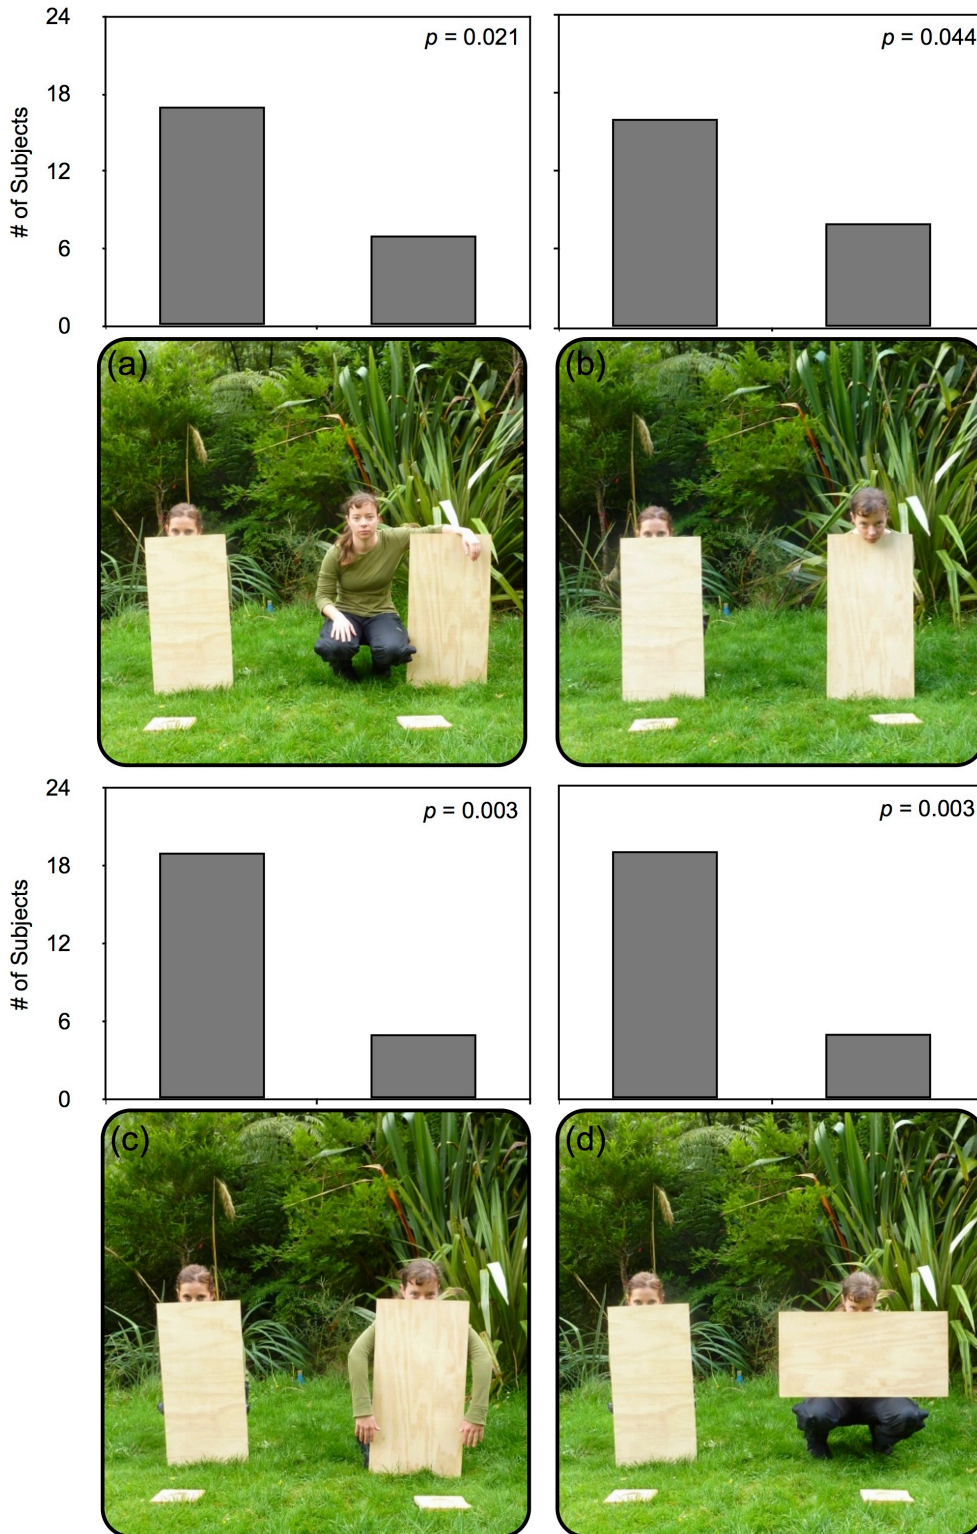 24
p = 0.021
p = 0.044
18
12
6
0
# of Subjects
(a)
(b)
24
p = 0.003
p = 0.003
18
12
6
0
# of Subjects
(c)
(d)